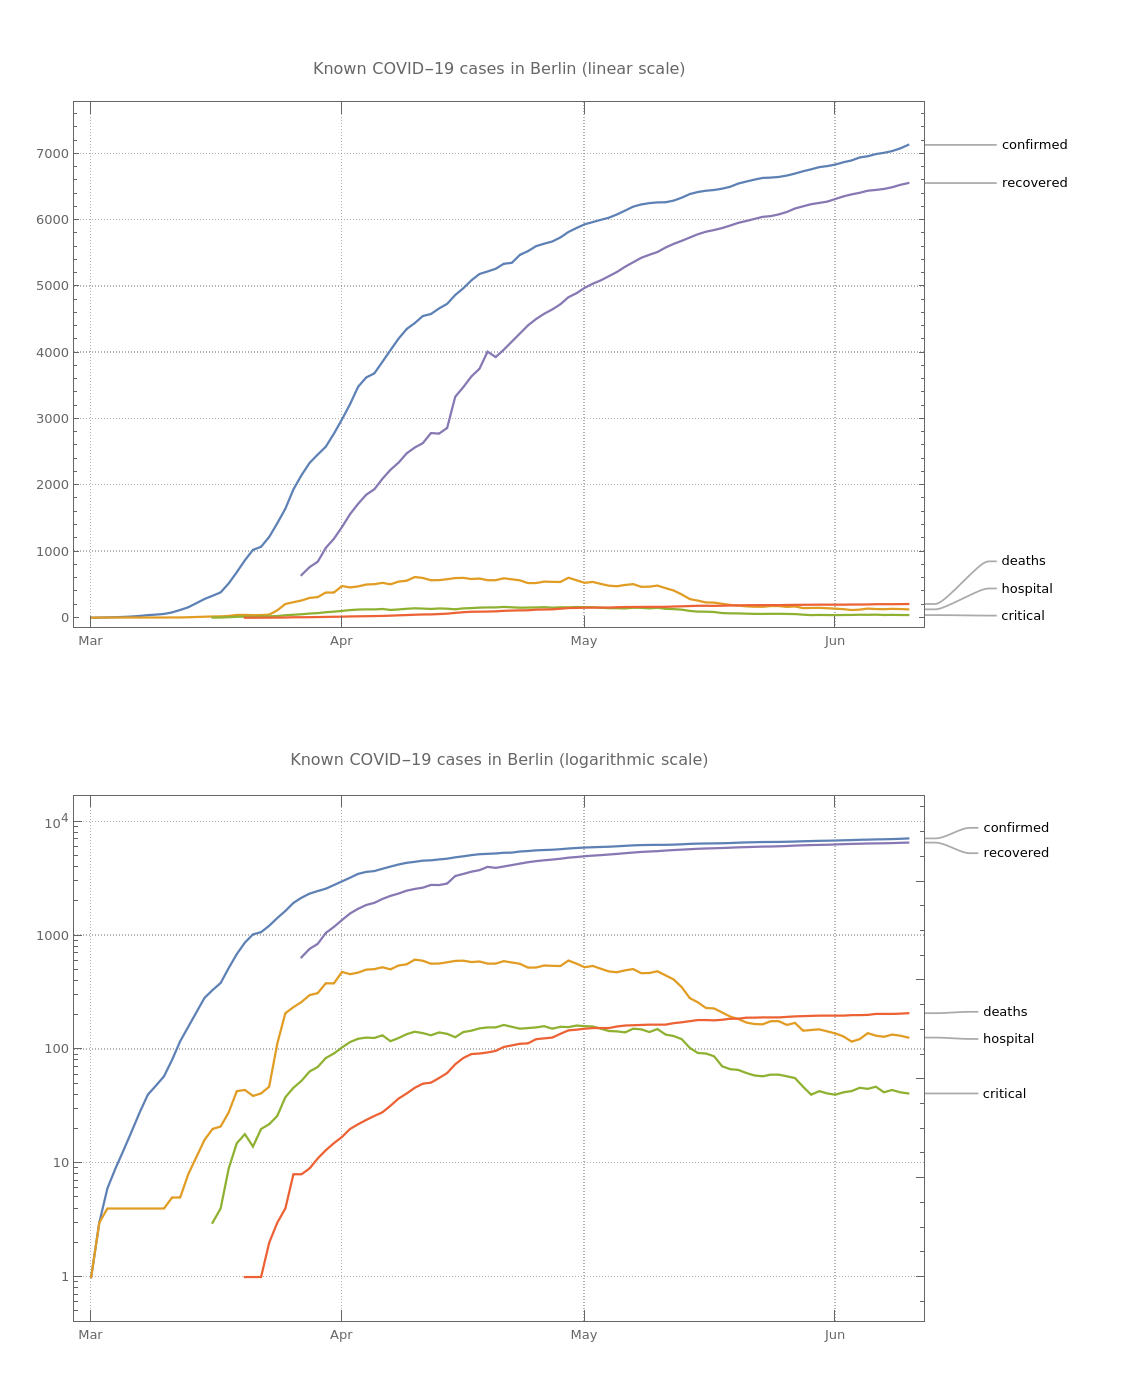 Known COVID‒19 cases in Berlin (linear scale)
7000
6000
5000
4000
3000
2000
1000
0
confirmed
recovered
deaths
hospital
critical
Mar Apr May Jun
Known COVID‒19 cases in Berlin (logarithmic scale)
10⁴
1000
100
10
1
confirmed
recovered
deaths
hospital
critical
Mar Apr May Jun